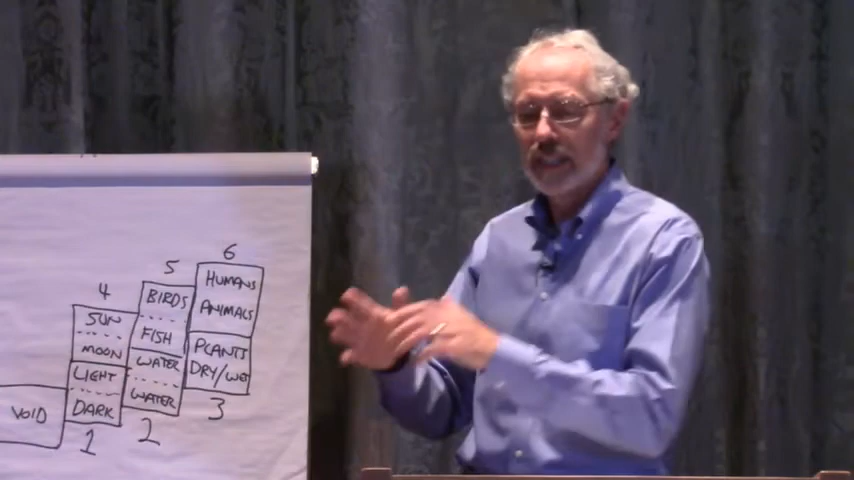 6
5
4
HUMANS
BIRDS
ANIMALS
SUN
FISH
MOON
PLANTS
WATER
LIGHT
DRY/WET
WATER
VOID
DARK
3
2
1